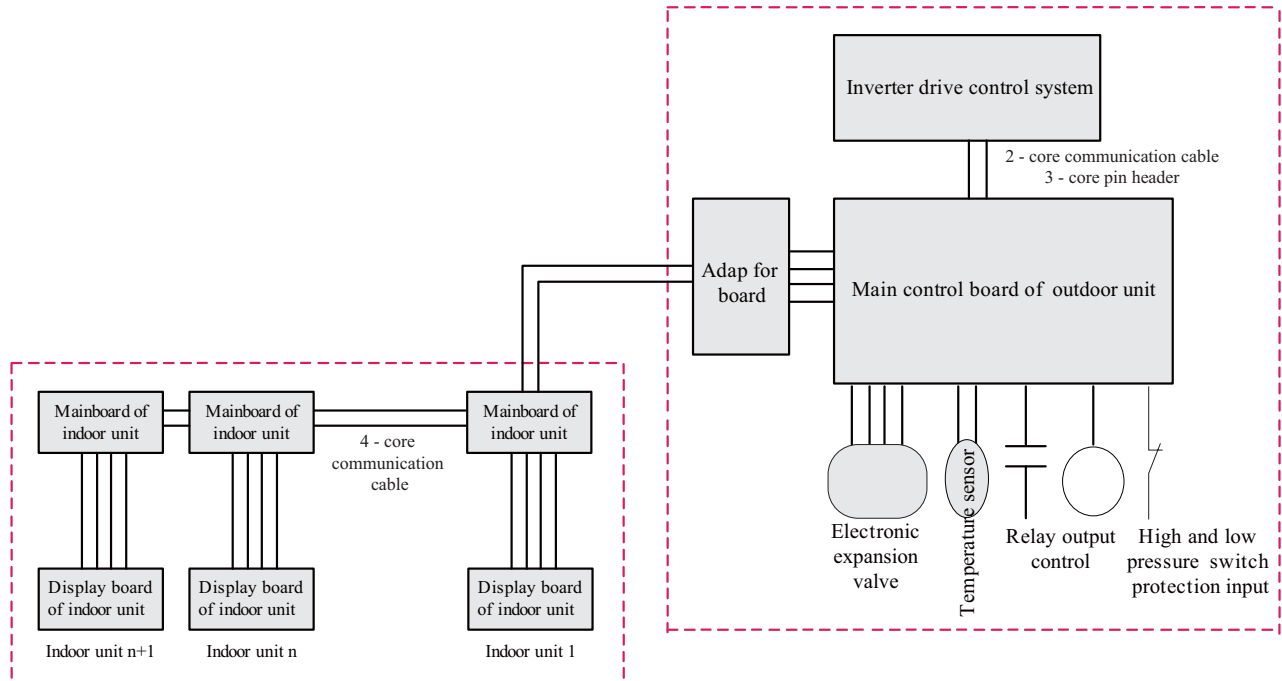 Inverter drive control system
2 - core communication cable
3 - core pin header
Adap for
board
Main control board of outdoor unit
Mainboard of
indoor unit
Mainboard of
indoor unit
Mainboard of
indoor unit
4 - core
communication
cable
Electronic
expansion
valve
Temperature sensor
Relay output
control
High and low
pressure switch
protection input
Display board
of indoor unit
Display board
of indoor unit
Display board
of indoor unit
Indoor unit n+1
Indoor unit n
Indoor unit 1